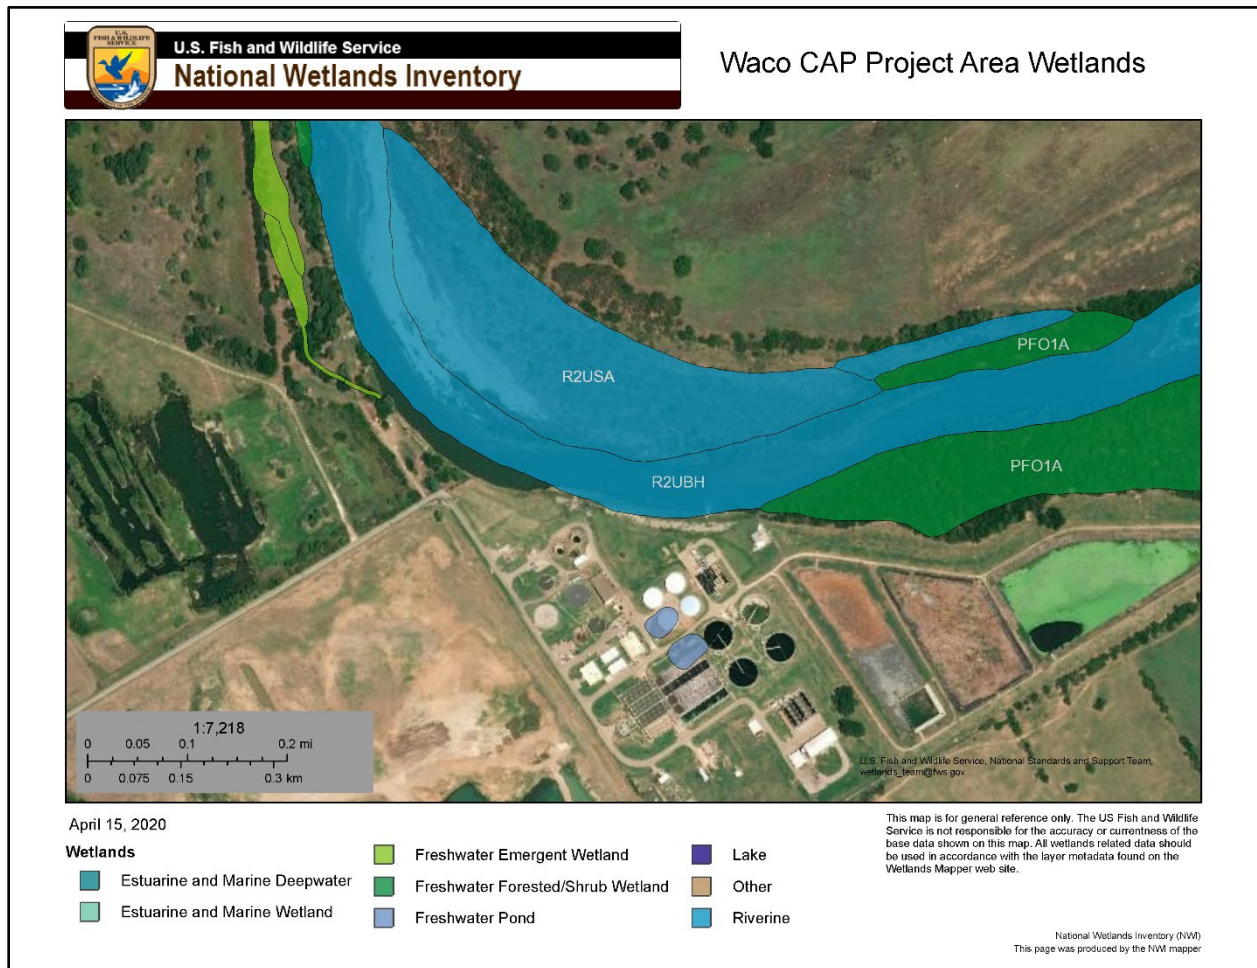 U.S.
FISH & WILDLIFE
SERVICE
U.S. Fish and Wildlife Service
National Wetlands Inventory
Waco CAP Project Area Wetlands
PFO1A
R2USA
PFO1A
R2UBH
1:7,218
0 0.05 0.1 0.2 mi
0 0.075 0.15 0.3 km
U.S. Fish and Wildlife Service, National Standards and Support Team,
wetlands_team@fws.gov
April 15, 2020
Wetlands
Estuarine and Marine Deepwater
Estuarine and Marine Wetland
Freshwater Emergent Wetland
Freshwater Forested/Shrub Wetland
Freshwater Pond
Lake
Other
Riverine
This map is for general reference only. The US Fish and Wildlife
Service is not responsible for the accuracy or currentness of the
base data shown on this map. All wetlands related data should
be used in accordance with the layer metadata found on the
Wetlands Mapper web site.
National Wetlands Inventory (NWI)
This page was produced by the NWI mapper